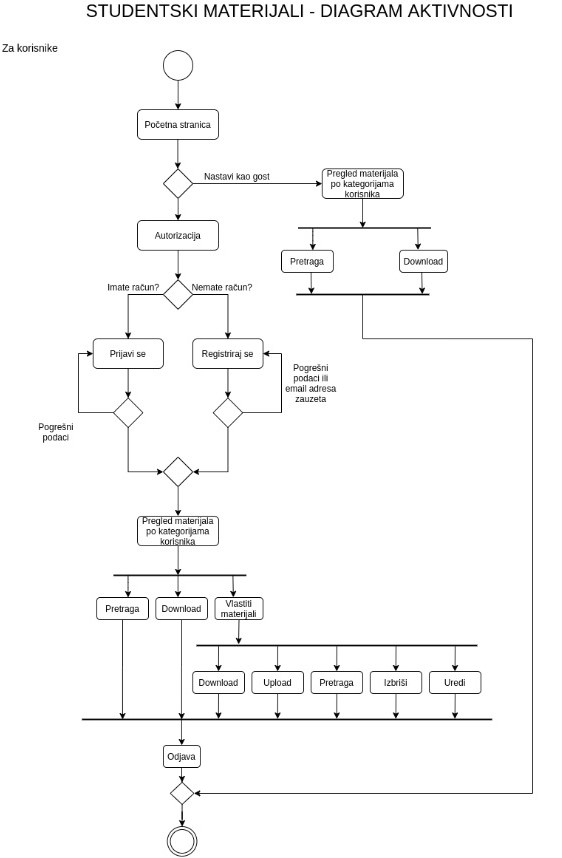 STUDENTSKI MATERIJALI - DIAGRAM AKTIVNOSTI
Za korisnike
Početna stranica
Nastavi kao gost
Pregled materijala
po kategorijama
korisnika
Autorizacija
Pretraga
Download
Imate račun?
Nemate račun?
Prijavi se
Registriraj se
Pogrešni
podaci ili
email adresa
zauzeta
Pogrešni
podaci
Pregled materijala
po kategorijama
korisnika
Pretraga
Download
Vlastiti
materijali
Download
Upload
Pretraga
Izbriši
Uredi
Odjava